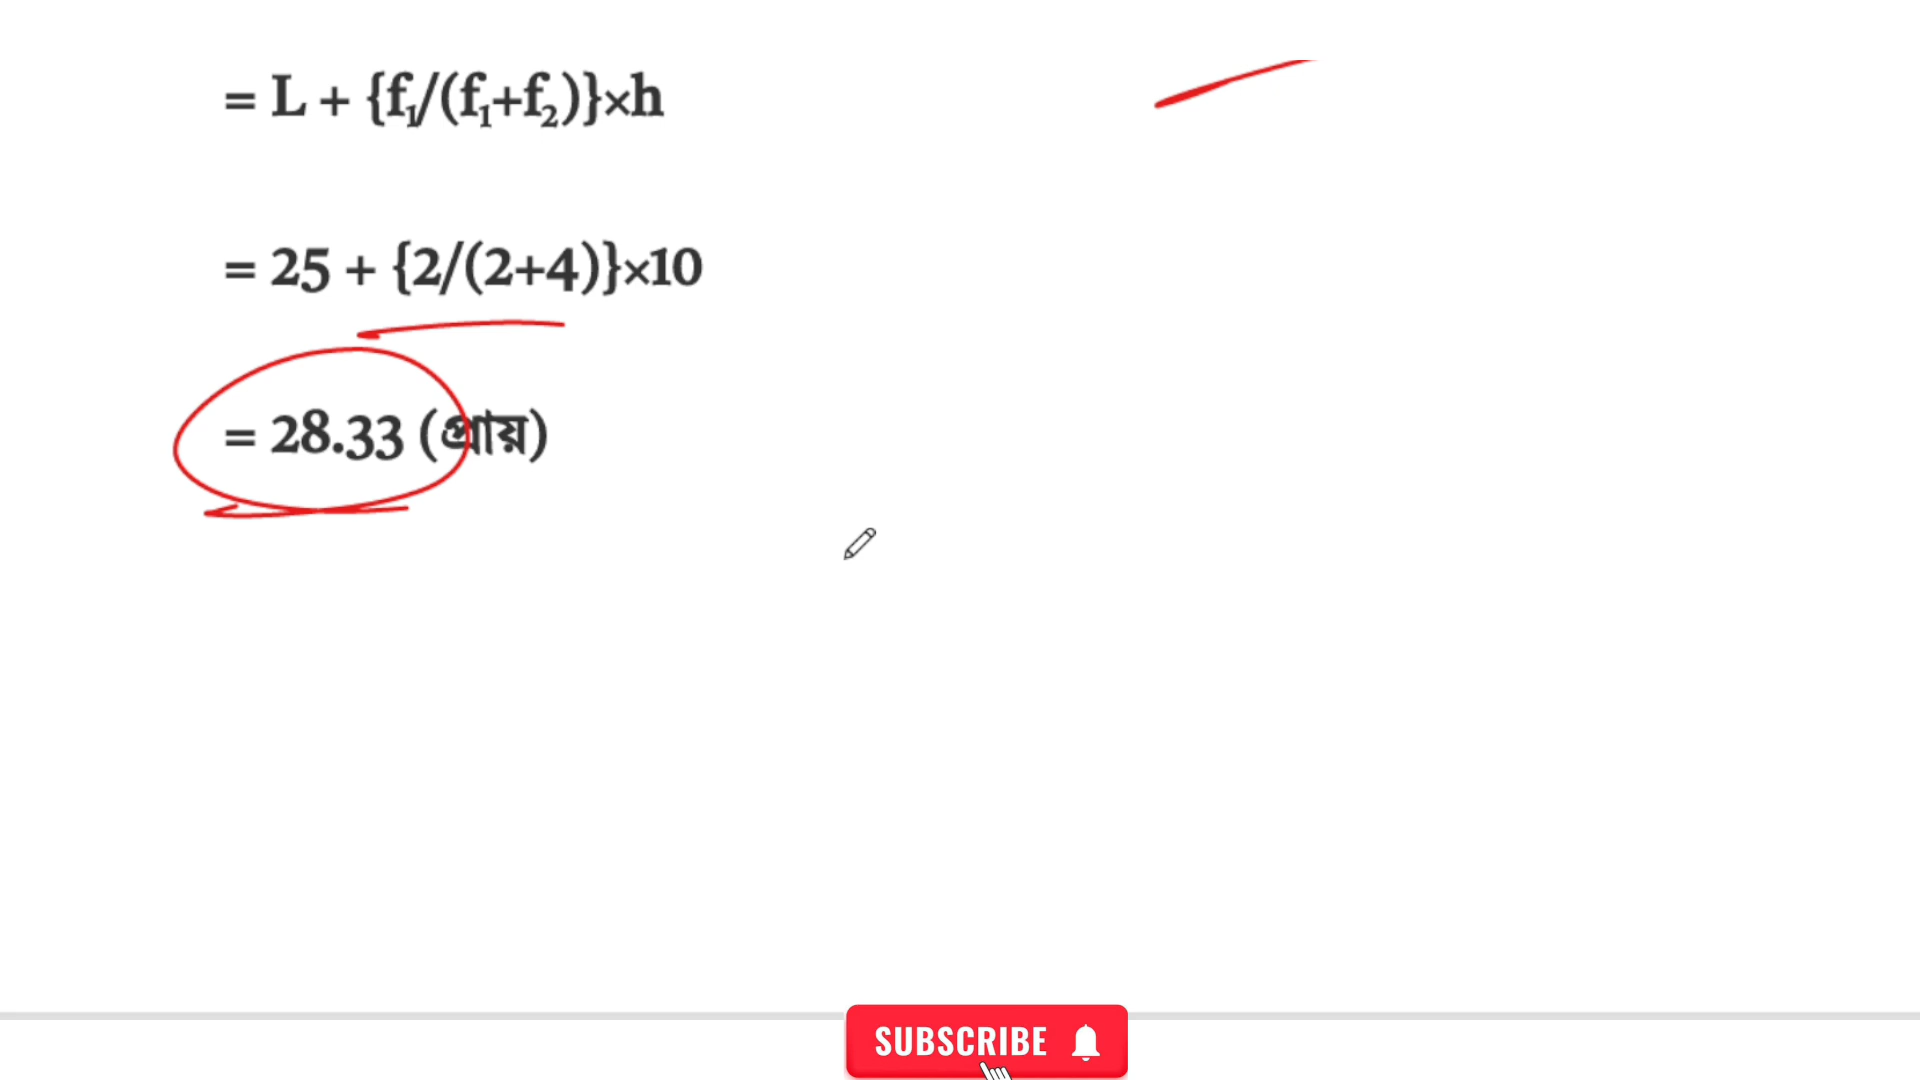 = L + {f₁/(f₁+f₂)}×h
= 25 + {2/(2+4)}×10
= 28.33 (প্রায়)
SUBSCRIBE